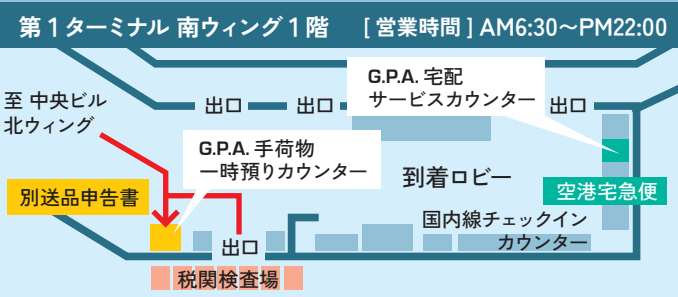 第1ターミナル 南ウィング1階 [営業時間] AM6:30～PM22:00
G.P.A. 宅配
サービスカウンター
至 中央ビル
北ウィング
出口
出口
出口
G.P.A. 手荷物
一時預りカウンター
到着ロビー
別送品申告書
空港宅急便
国内線チェックイン
カウンター
出口
税関検査場